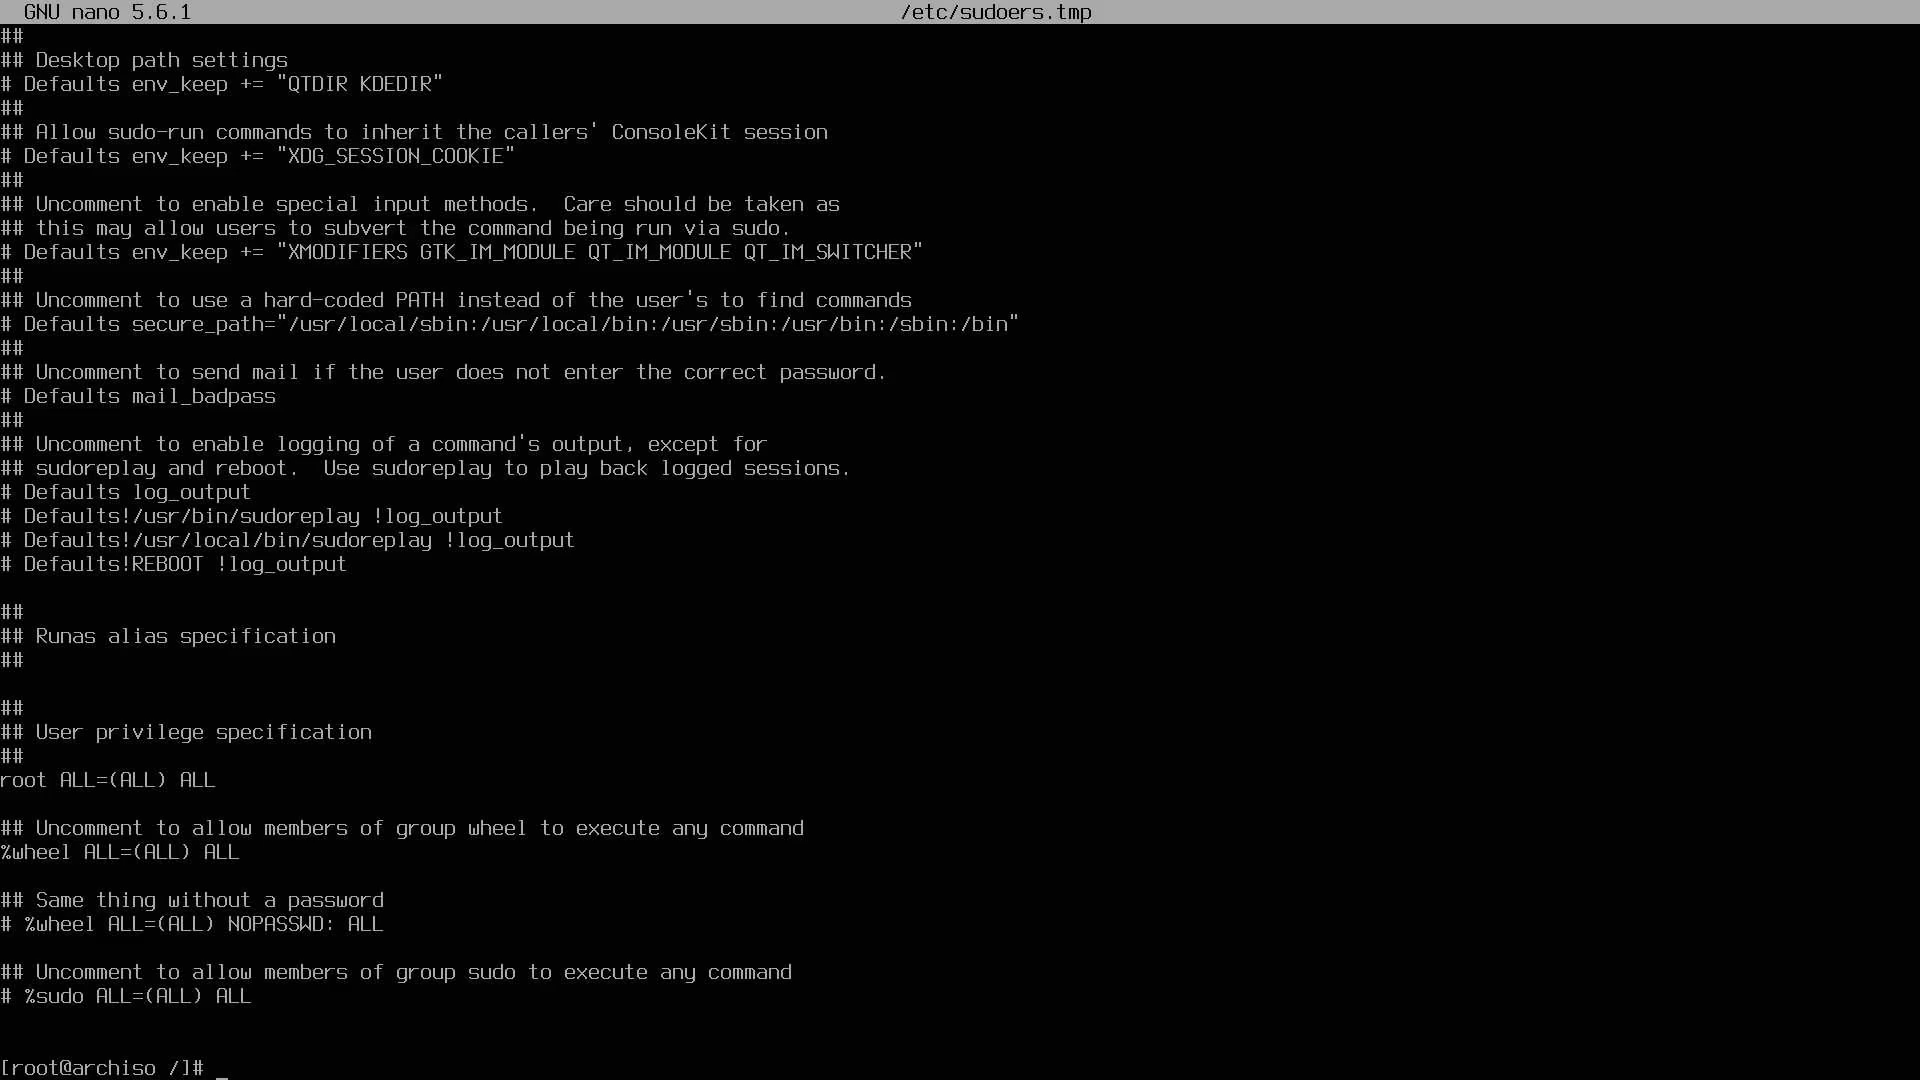 GNU nano 5.6.1 /etc/sudoers.tmp
##
## Desktop path settings
# Defaults env_keep += "QTDIR KDEDIR"
##
## Allow sudo-run commands to inherit the callers' ConsoleKit session
# Defaults env_keep += "XDG_SESSION_COOKIE"
##
## Uncomment to enable special input methods.  Care should be taken as
## this may allow users to subvert the command being run via sudo.
# Defaults env_keep += "XMODIFIERS GTK_IM_MODULE QT_IM_MODULE QT_IM_SWITCHER"
##
## Uncomment to use a hard-coded PATH instead of the user's to find commands
# Defaults secure_path="/usr/local/sbin:/usr/local/bin:/usr/sbin:/usr/bin:/sbin:/bin"
##
## Uncomment to send mail if the user does not enter the correct password.
# Defaults mail_badpass
##
## Uncomment to enable logging of a command's output, except for
## sudoreplay and reboot.  Use sudoreplay to play back logged sessions.
# Defaults log_output
# Defaults!/usr/bin/sudoreplay !log_output
# Defaults!/usr/local/bin/sudoreplay !log_output
# Defaults!REBOOT !log_output
##
## Runas alias specification
##
##
## User privilege specification
##
root ALL=(ALL) ALL
## Uncomment to allow members of group wheel to execute any command
%wheel ALL=(ALL) ALL
## Same thing without a password
# %wheel ALL=(ALL) NOPASSWD: ALL
## Uncomment to allow members of group sudo to execute any command
# %sudo ALL=(ALL) ALL
[root@archiso /]# _